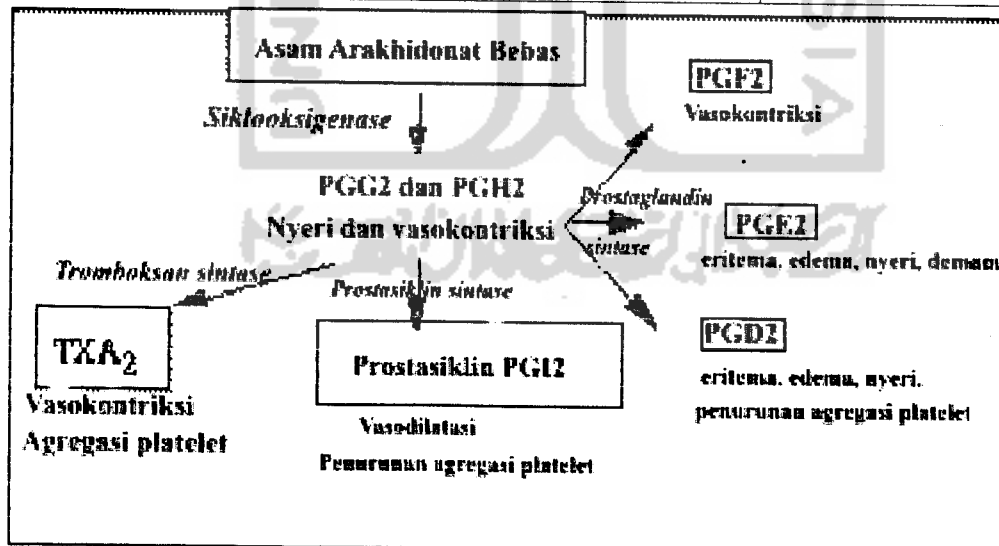 Asam Arakhidonat Bebas
Siklooksigenase
PGG2 dan PGH2
Nyeri dan vasokontriksi
PGF2
Vasokontriksi
Prostaglandin
sintase
PGE2
eritema, edema, nyeri, demam
PGD2
eritema, edema, nyeri,
penurunan agregasi platelet
Tromboksan sintase
TXA2
Vasokontriksi
Agregasi platelet
Prostasiklin sintase
Prostasiklin PGI2
Vasodilatasi
Penurunan agregasi platelet